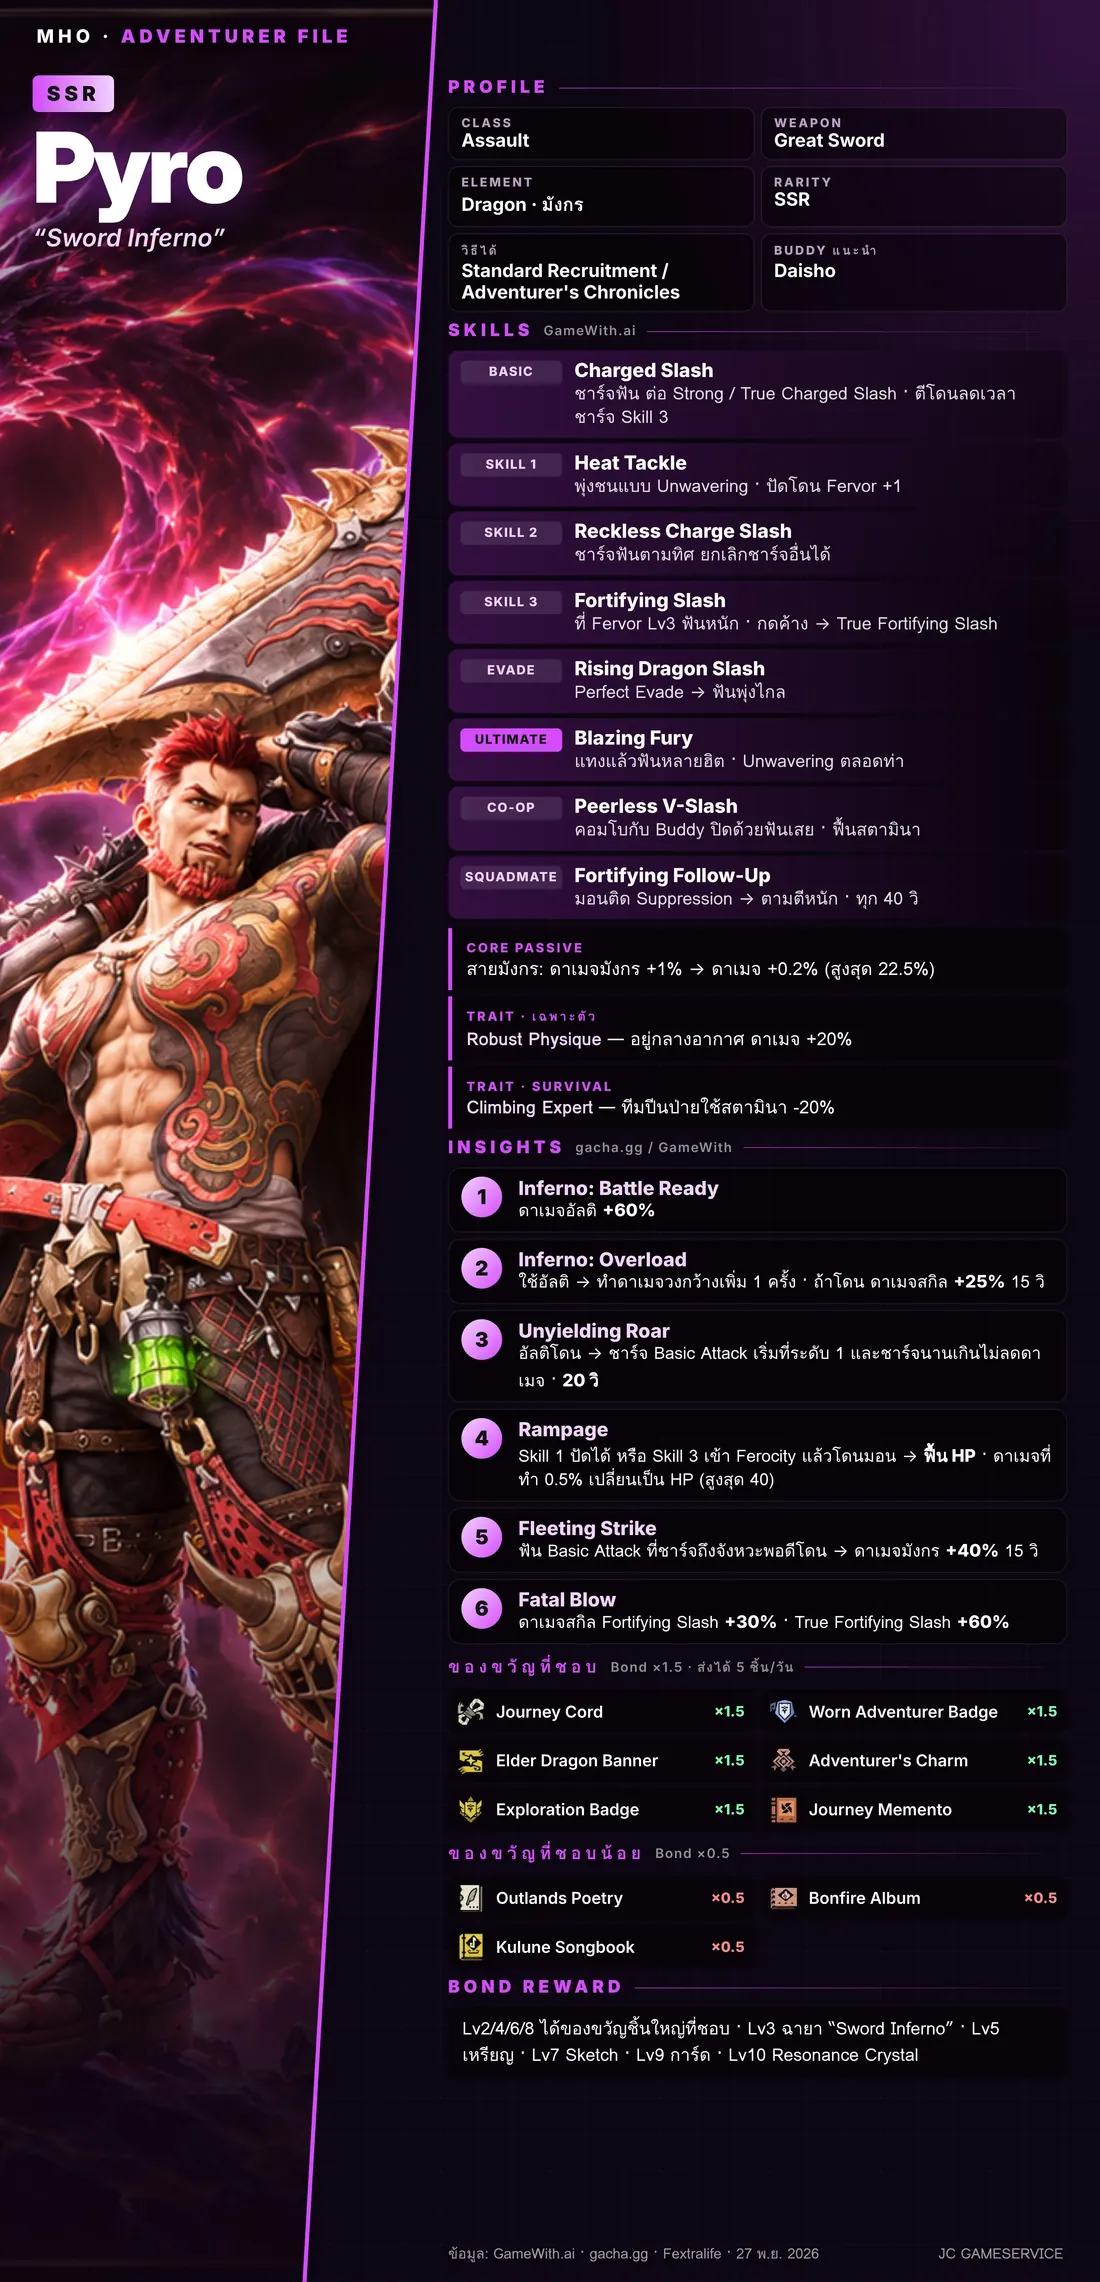 MHO · ADVENTURER FILE
SSR
Pyro
“Sword Inferno”
PROFILE
CLASS
Assault
WEAPON
Great Sword
ELEMENT
Dragon · มังกร
RARITY
SSR
วิธีได้
Standard Recruitment /
Adventurer's Chronicles
BUDDY แนะนำ
Daisho
SKILLS GameWith.ai
BASIC
Charged Slash
ชาร์จฟัน ต่อ Strong / True Charged Slash · ตีโดนลดเวลา
ชาร์จ Skill 3
SKILL 1
Heat Tackle
พุ่งชนแบบ Unwavering · ปัดโดน Fervor +1
SKILL 2
Reckless Charge Slash
ชาร์จฟันตามทิศ ยกเลิกชาร์จอื่นได้
SKILL 3
Fortifying Slash
ที่ Fervor Lv3 ฟันหนัก · กดค้าง → True Fortifying Slash
EVADE
Rising Dragon Slash
Perfect Evade → ฟันพุ่งไกล
ULTIMATE
Blazing Fury
แทงแล้วฟันหลายฮิต · Unwavering ตลอดท่า
CO-OP
Peerless V-Slash
คอมโบกับ Buddy ปิดด้วยฟันเสย · ฟื้นสตามินา
SQUADMATE
Fortifying Follow-Up
มอนติด Suppression → ตามตีหนัก · ทุก 40 วิ
CORE PASSIVE
สายมังกร: ดาเมจมังกร +1% → ดาเมจ +0.2% (สูงสุด 22.5%)
TRAIT · เฉพาะตัว
Robust Physique — อยู่กลางอากาศ ดาเมจ +20%
TRAIT · SURVIVAL
Climbing Expert — ทีมปีนป่ายใช้สตามินา -20%
INSIGHTS gacha.gg / GameWith
1
Inferno: Battle Ready
ดาเมจอัลติ +60%
2
Inferno: Overload
ใช้อัลติ → ทำดาเมจวงกว้างเพิ่ม 1 ครั้ง · ถ้าโดน ดาเมจสกิล +25% 15 วิ
3
Unyielding Roar
อัลติโดน → ชาร์จ Basic Attack เริ่มที่ระดับ 1 และชาร์จนานเกินไม่ลดดา
เมจ · 20 วิ
4
Rampage
Skill 1 ปัดได้ หรือ Skill 3 เข้า Ferocity แล้วโดนมอน → ฟื้น HP · ดาเมจที่
ทำ 0.5% เปลี่ยนเป็น HP (สูงสุด 40)
5
Fleeting Strike
ฟัน Basic Attack ที่ชาร์จถึงจังหวะพอดีโดน → ดาเมจมังกร +40% 15 วิ
6
Fatal Blow
ดาเมจสกิล Fortifying Slash +30% · True Fortifying Slash +60%
ของขวัญที่ชอบ Bond ×1.5 · ส่งได้ 5 ชิ้น/วัน
Journey Cord ×1.5
Worn Adventurer Badge ×1.5
Elder Dragon Banner ×1.5
Adventurer's Charm ×1.5
Exploration Badge ×1.5
Journey Memento ×1.5
ของขวัญที่ชอบน้อย Bond ×0.5
Outlands Poetry ×0.5
Bonfire Album ×0.5
Kulune Songbook ×0.5
BOND REWARD
Lv2/4/6/8 ได้ของขวัญชิ้นใหญ่ที่ชอบ · Lv3 ฉายา “Sword Inferno” · Lv5
เหรียญ · Lv7 Sketch · Lv9 การ์ด · Lv10 Resonance Crystal
ข้อมูล: GameWith.ai · gacha.gg · Fextralife · 27 พ.ย. 2026
JC GAMESERVICE